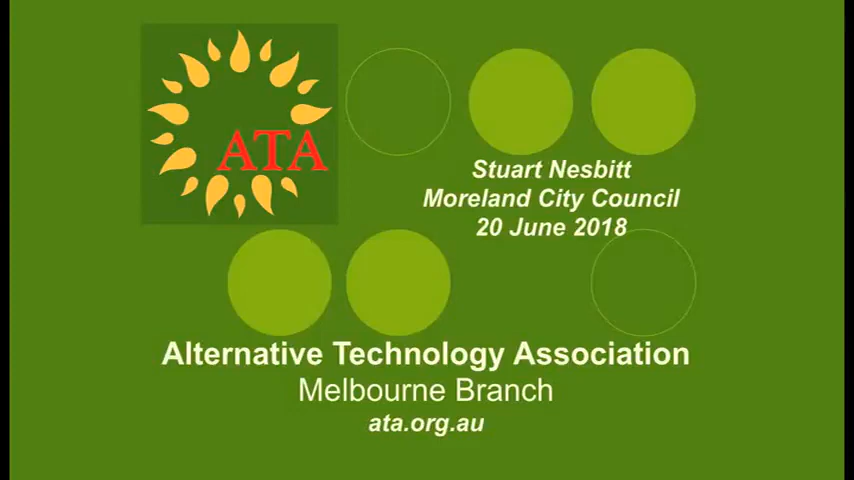 ATA
Stuart Nesbitt
Moreland City Council
20 June 2018
Alternative Technology Association
Melbourne Branch
ata.org.au